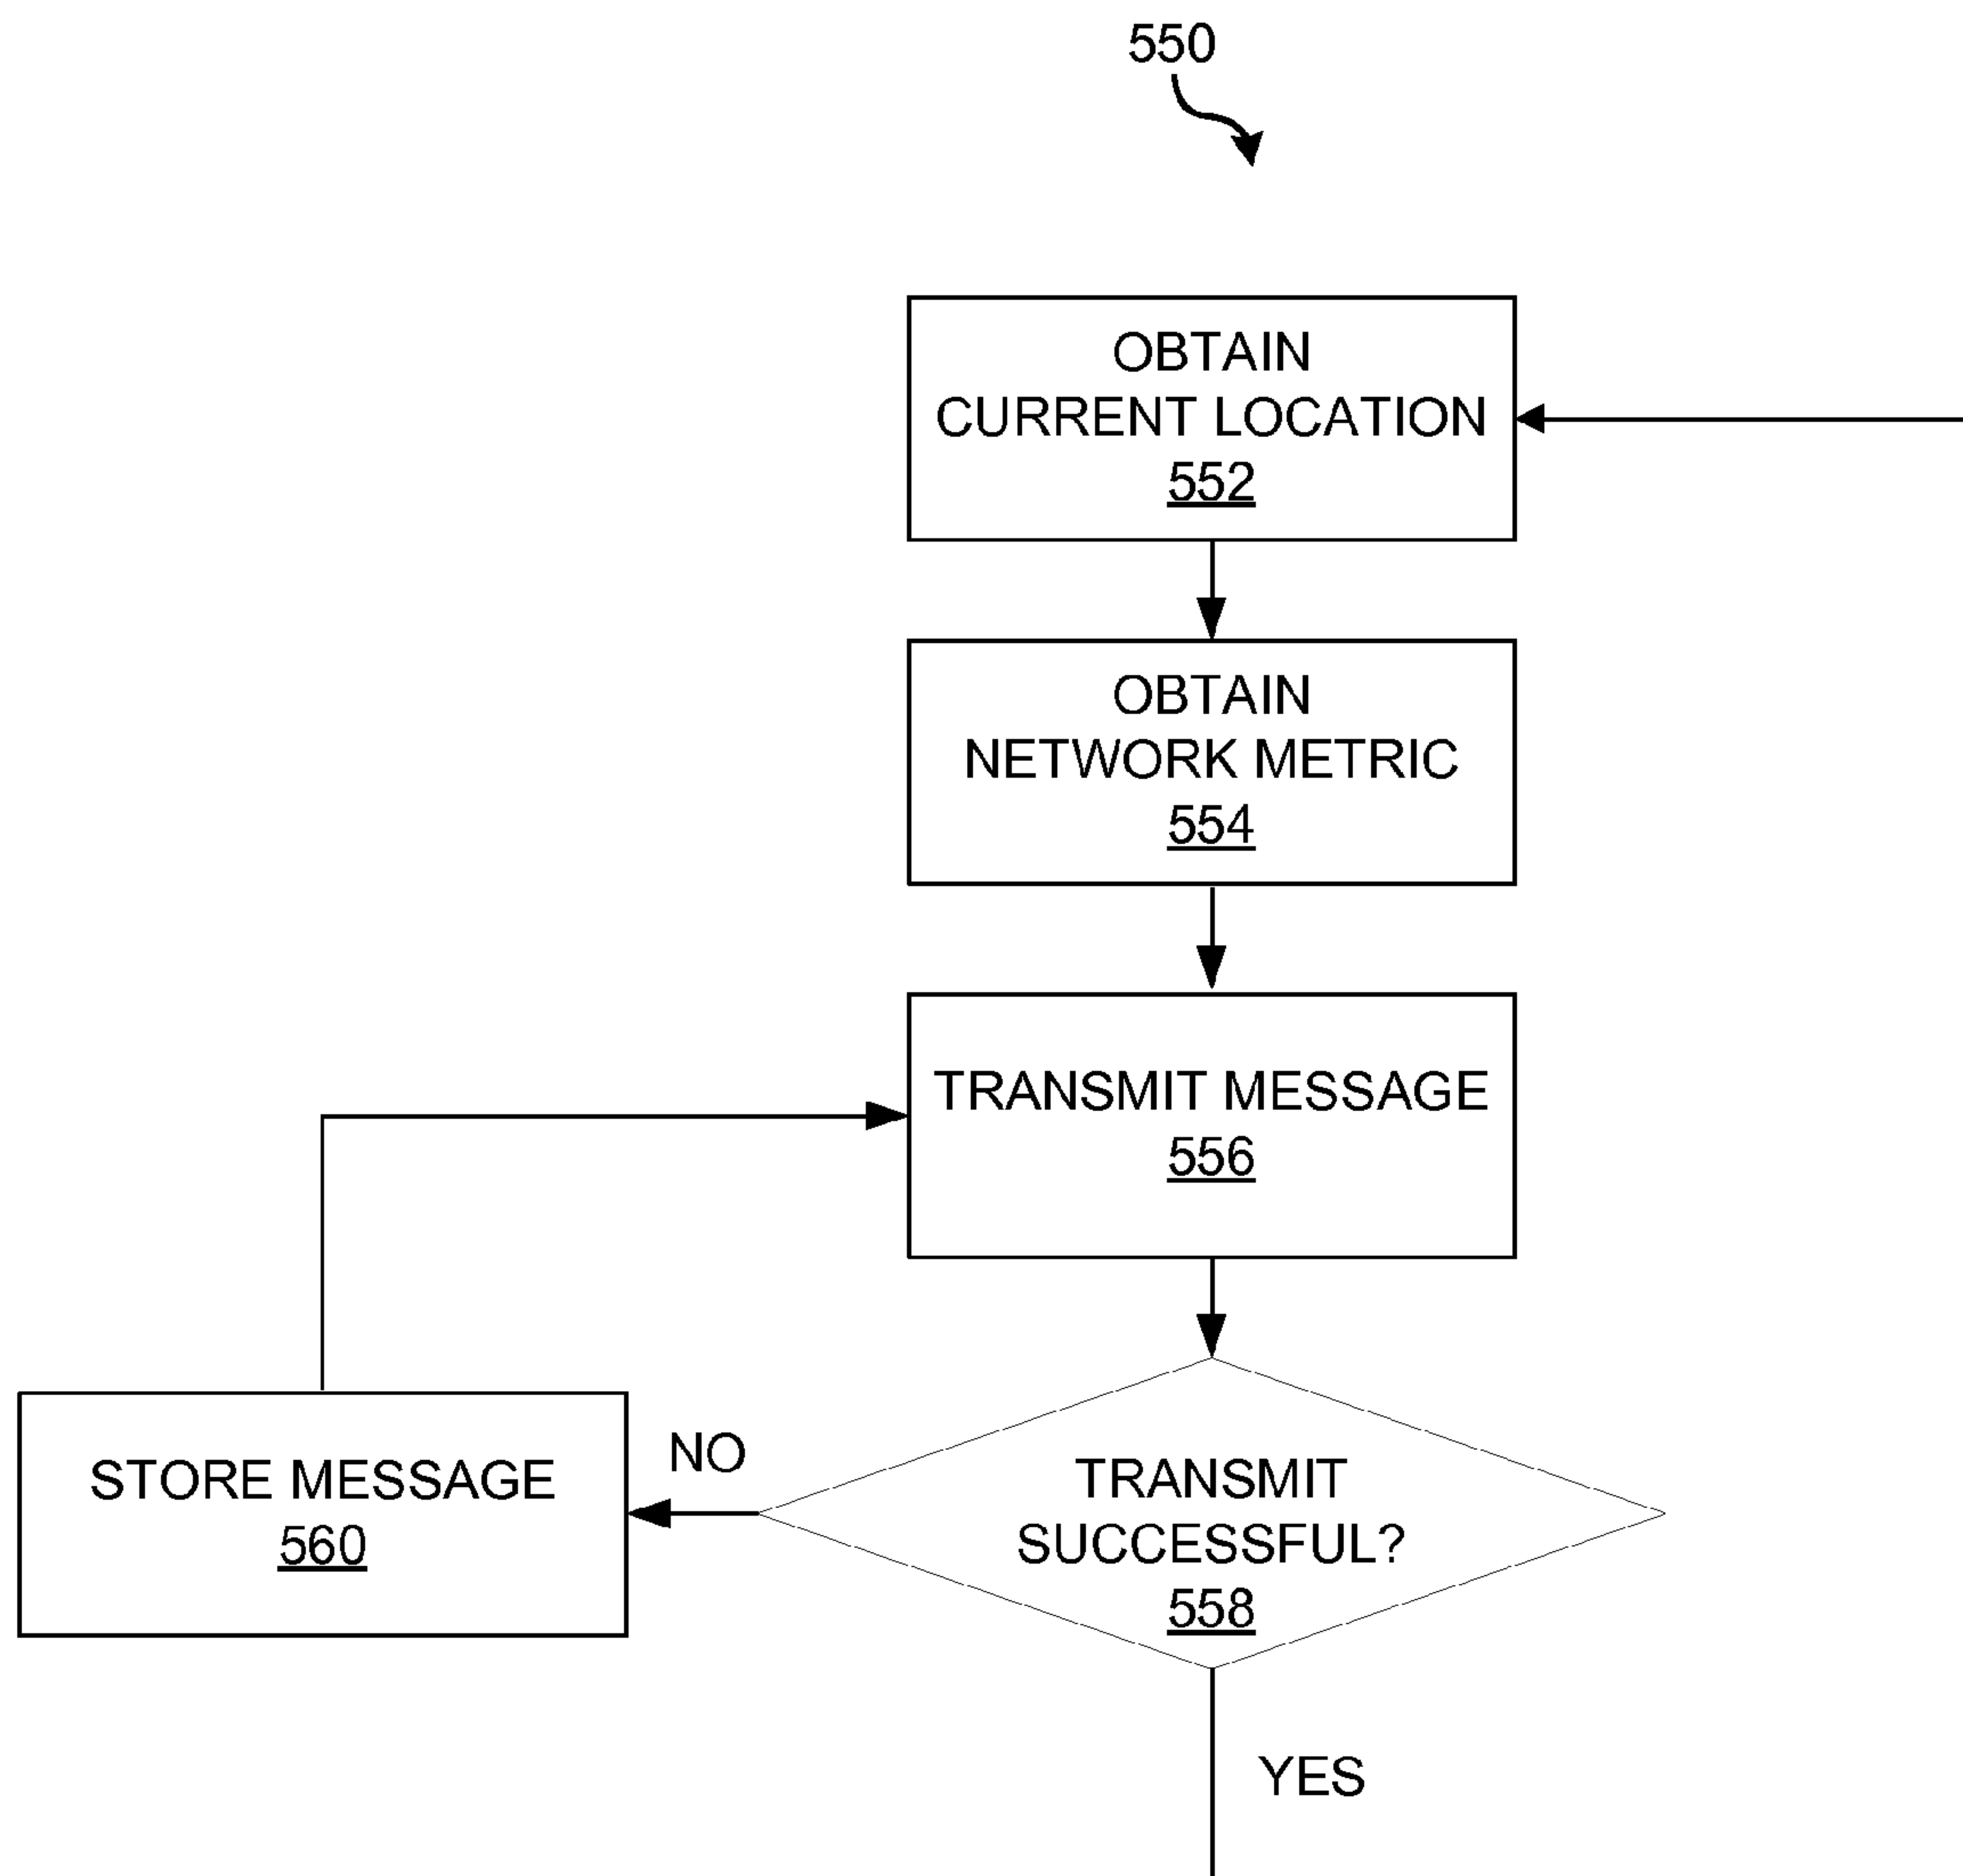 550
OBTAIN
CURRENT LOCATION
552
OBTAIN
NETWORK METRIC
554
TRANSMIT MESSAGE
556
TRANSMIT
SUCCESSFUL?
558
NO
STORE MESSAGE
560
YES